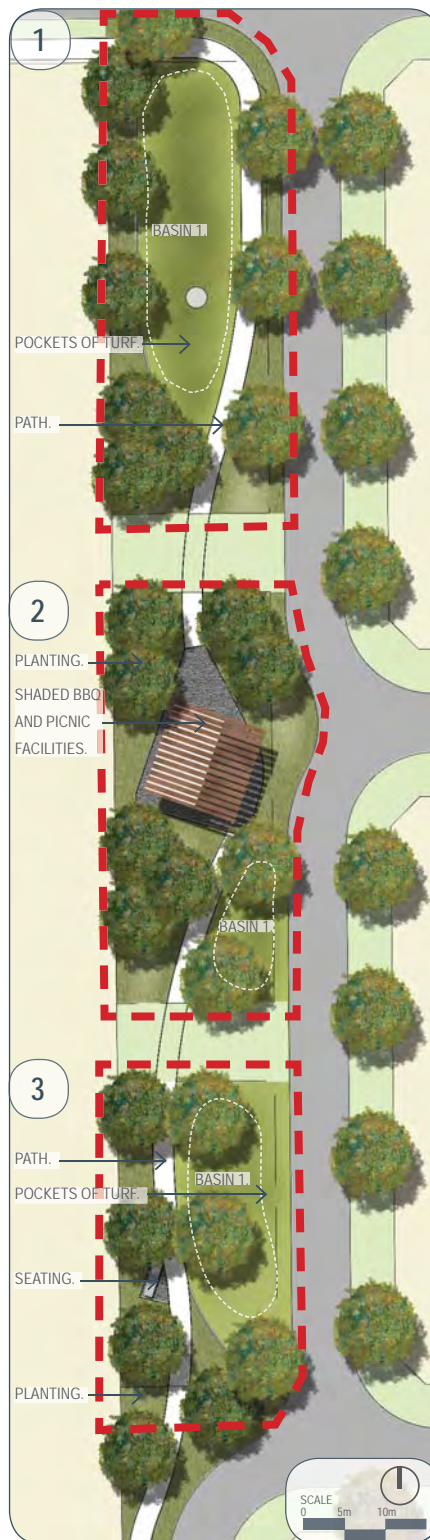 1
BASIN 1.
POCKETS OF TURF.
PATH.
2
PLANTING.
SHADED BBQ
AND PICNIC
FACILITIES.
BASIN 1.
3
PATH.
BASIN 1.
POCKETS OF TURF.
SEATING.
PLANTING.
SCALE
0 5m 10m